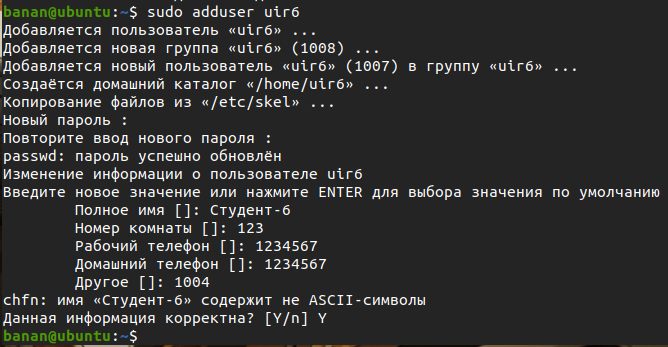 banan@ubuntu:~$ sudo adduser uir6
Добавляется пользователь «uir6» ...
Добавляется новая группа «uir6» (1008) ...
Добавляется новый пользователь «uir6» (1007) в группу «uir6» ...
Создаётся домашний каталог «/home/uir6» ...
Копирование файлов из «/etc/skel» ...
Новый пароль :
Повторите ввод нового пароля :
passwd: пароль успешно обновлён
Изменение информации о пользователе uir6
Введите новое значение или нажмите ENTER для выбора значения по умолчанию
Полное имя []: Студент-6
Номер комнаты []: 123
Рабочий телефон []: 1234567
Домашний телефон []: 1234567
Другое []: 1004
chfn: имя «Студент-6» содержит не ASCII-символы
Данная информация корректна? [Y/n] Y
banan@ubuntu:~$